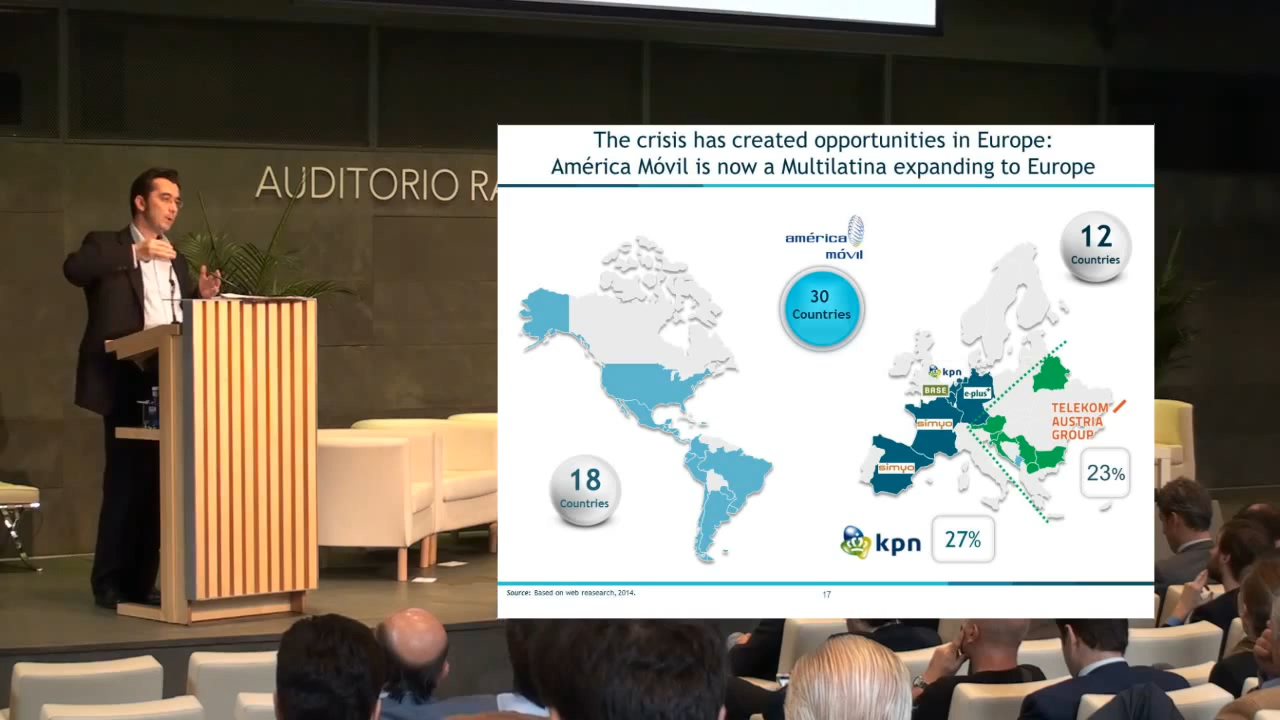 AUDITORIO RA
The crisis has created opportunities in Europe:
América Móvil is now a Multilatina expanding to Europe
américa
móvil
12
Countries
30
Countries
kpn
BASE
e-plus+
simyo
simyo
TELEKOM
AUSTRIA
GROUP
23%
18
Countries
kpn
27%
Source: Based on web reasearch, 2014.
17